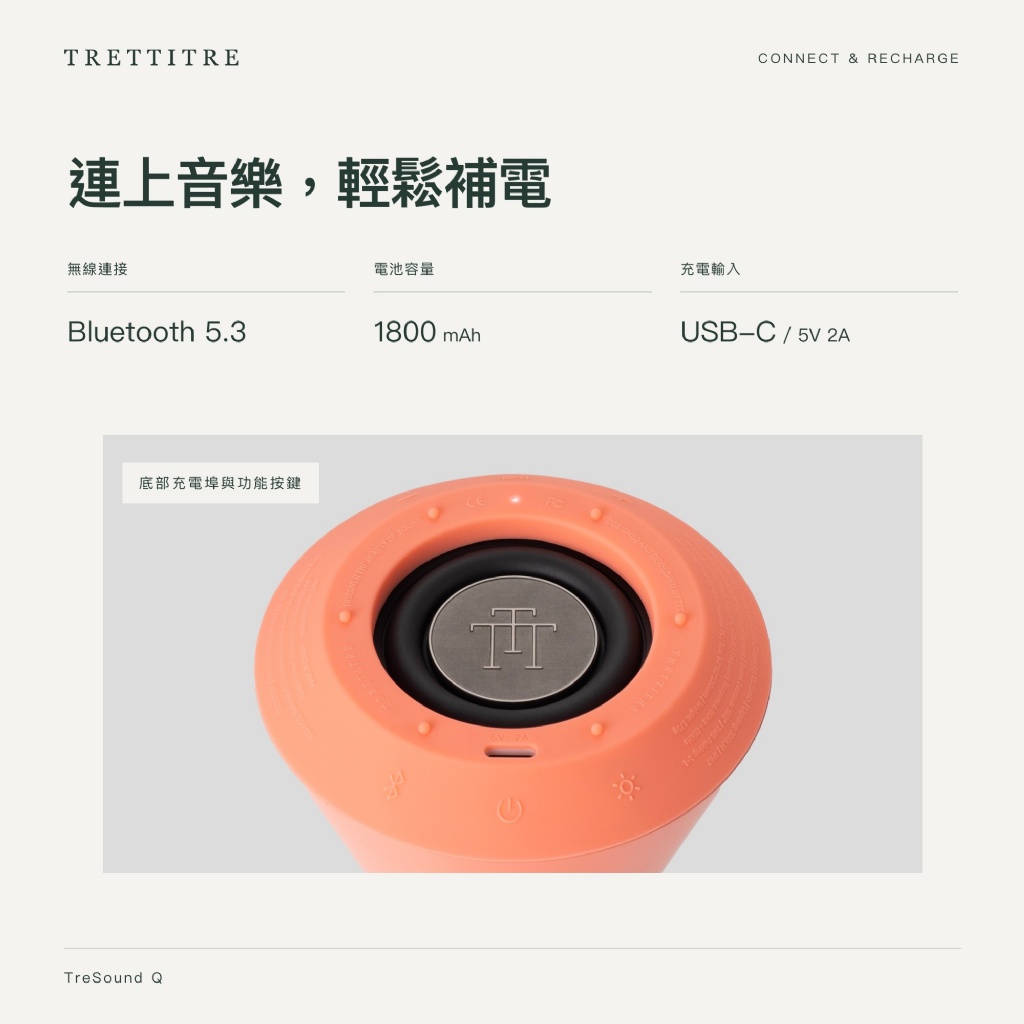 TRETTITRE
CONNECT & RECHARGE
連上音樂，輕鬆補電
無線連接
Bluetooth 5.3
電池容量
1800 mAh
充電輸入
USB–C / 5V 2A
底部充電埠與功能按鍵
5V⎓2A
TreSound Q